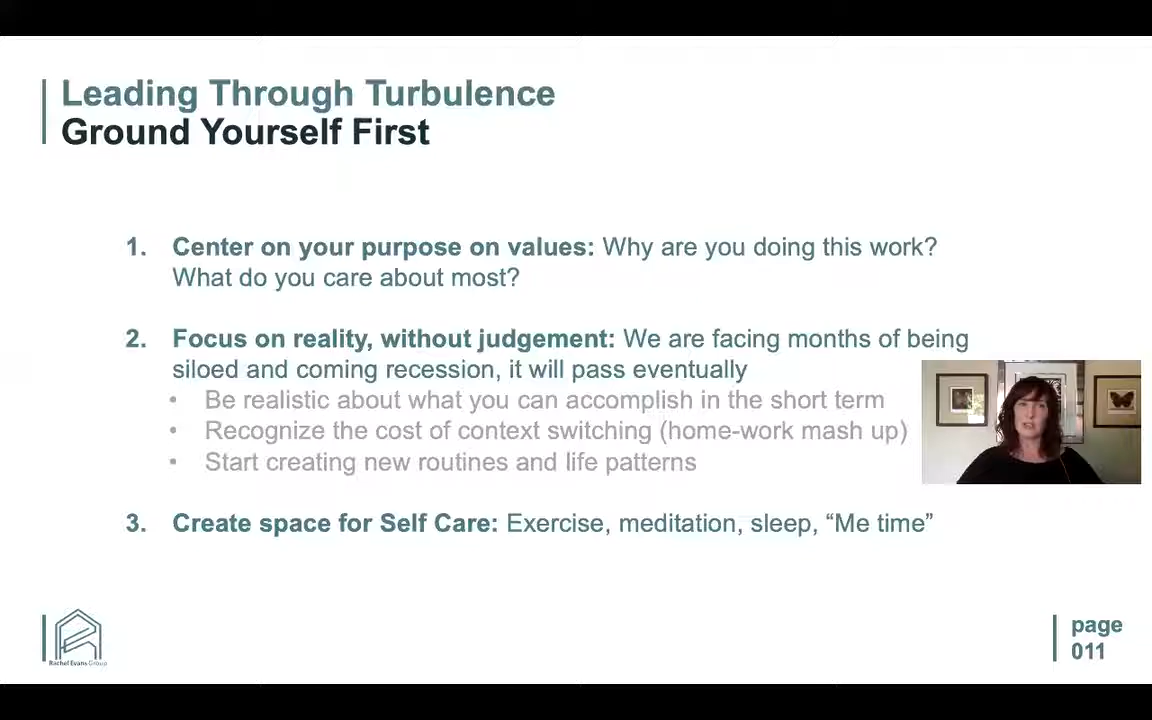 Leading Through Turbulence
Ground Yourself First
1. Center on your purpose on values: Why are you doing this work?
What do you care about most?
2. Focus on reality, without judgement: We are facing months of being
siloed and coming recession, it will pass eventually
• Be realistic about what you can accomplish in the short term
• Recognize the cost of context switching (home-work mash up)
• Start creating new routines and life patterns
3. Create space for Self Care: Exercise, meditation, sleep, “Me time”
Rachel Evans Group
page
011